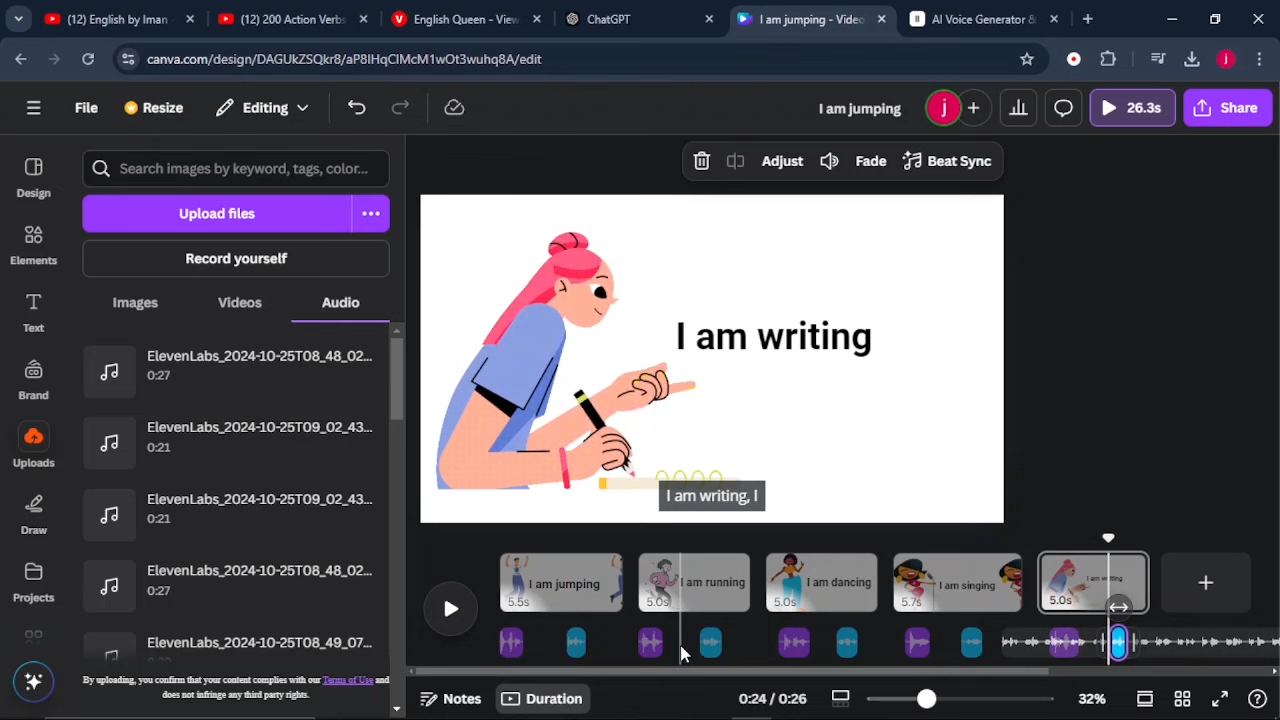 (12) English by Iman
(12) 200 Action Verbs
English Queen - View
ChatGPT
I am jumping - Video
AI Voice Generator &
canva.com/design/DAGUkZSQkr8/aP8HqClMcM1wOt3wuhq8A/edit
j
File
Resize
Editing
I am jumping
j
26.3s
Share
Design
Elements
Text
Brand
Uploads
Draw
Projects
Search images by keyword, tags, color...
Upload files
Record yourself
Images
Videos
Audio
ElevenLabs_2024-10-25T08_48_02...
0:27
ElevenLabs_2024-10-25T09_02_43...
0:21
ElevenLabs_2024-10-25T09_02_43...
0:21
ElevenLabs_2024-10-25T08_48_02...
0:27
ElevenLabs_2024-10-25T08_49_07...
By uploading, you confirm that your content complies with our Terms of Use and
does not infringe any third party rights.
Adjust
Fade
Beat Sync
I am writing
I am writing, I
I am jumping
5.5s
I am running
5.0s
I am dancing
5.0s
I am singing
5.7s
I am writing
5.0s
Notes
Duration
0:24 / 0:26
32%